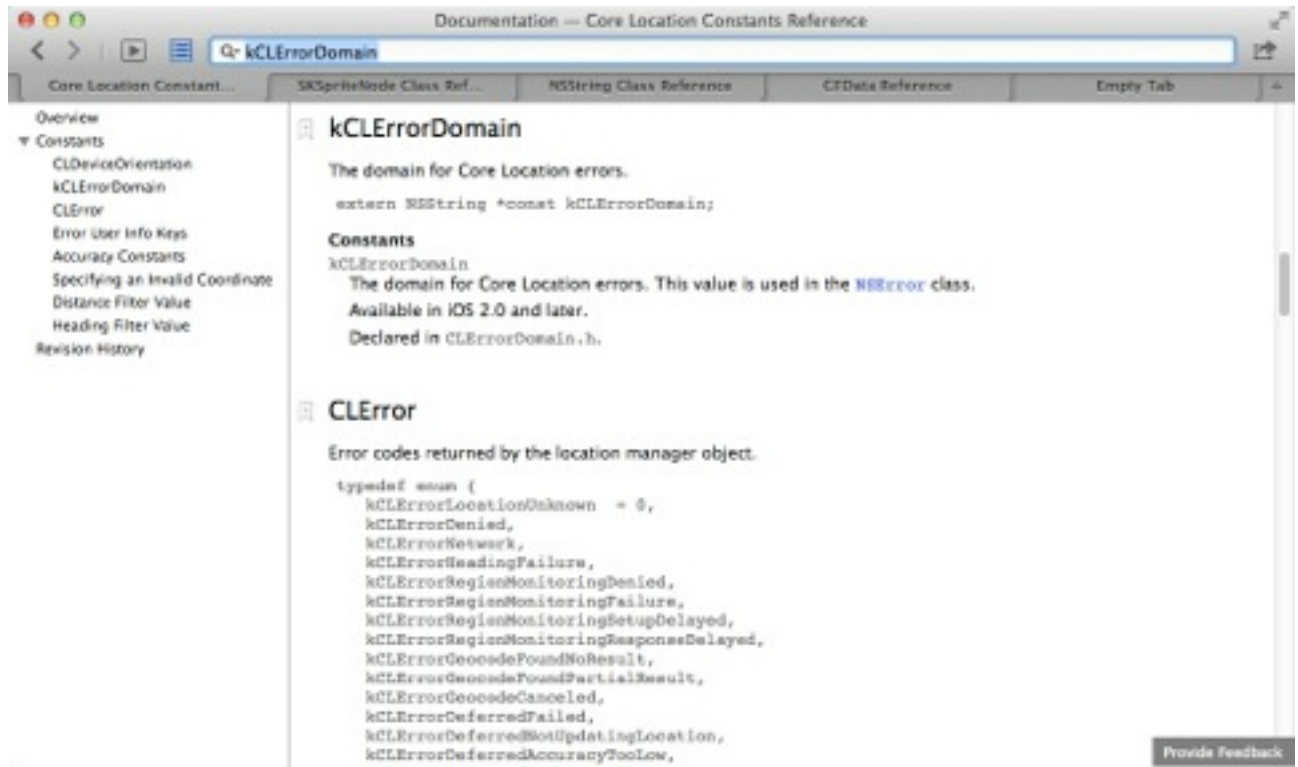 Documentation — Core Location Constants Reference
kCLErrorDomain
Core Location Constant...
SKSpriteNode Class Ref...
NSString Class Reference
CFData Reference
Empty Tab
+
Overview
▼ Constants
CLDeviceOrientation
kCLErrorDomain
CLError
Error User Info Keys
Accuracy Constants
Specifying an Invalid Coordinate
Distance Filter Value
Heading Filter Value
Revision History
kCLErrorDomain
The domain for Core Location errors.
extern NSString *const kCLErrorDomain;
Constants
kCLErrorDomain
The domain for Core Location errors. This value is used in the NSError class.
Available in iOS 2.0 and later.
Declared in CLErrorDomain.h.
CLError
Error codes returned by the location manager object.
typedef enum {
kCLErrorLocationUnknown = 0,
kCLErrorDenied,
kCLErrorNetwork,
kCLErrorHeadingFailure,
kCLErrorRegionMonitoringDenied,
kCLErrorRegionMonitoringFailure,
kCLErrorRegionMonitoringSetupDelayed,
kCLErrorRegionMonitoringResponseDelayed,
kCLErrorGeocodeFoundNoResult,
kCLErrorGeocodeFoundPartialResult,
kCLErrorGeocodeCanceled,
kCLErrorDeferredFailed,
kCLErrorDeferredNotUpdatingLocation,
kCLErrorDeferredAccuracyTooLow,
Provide Feedback